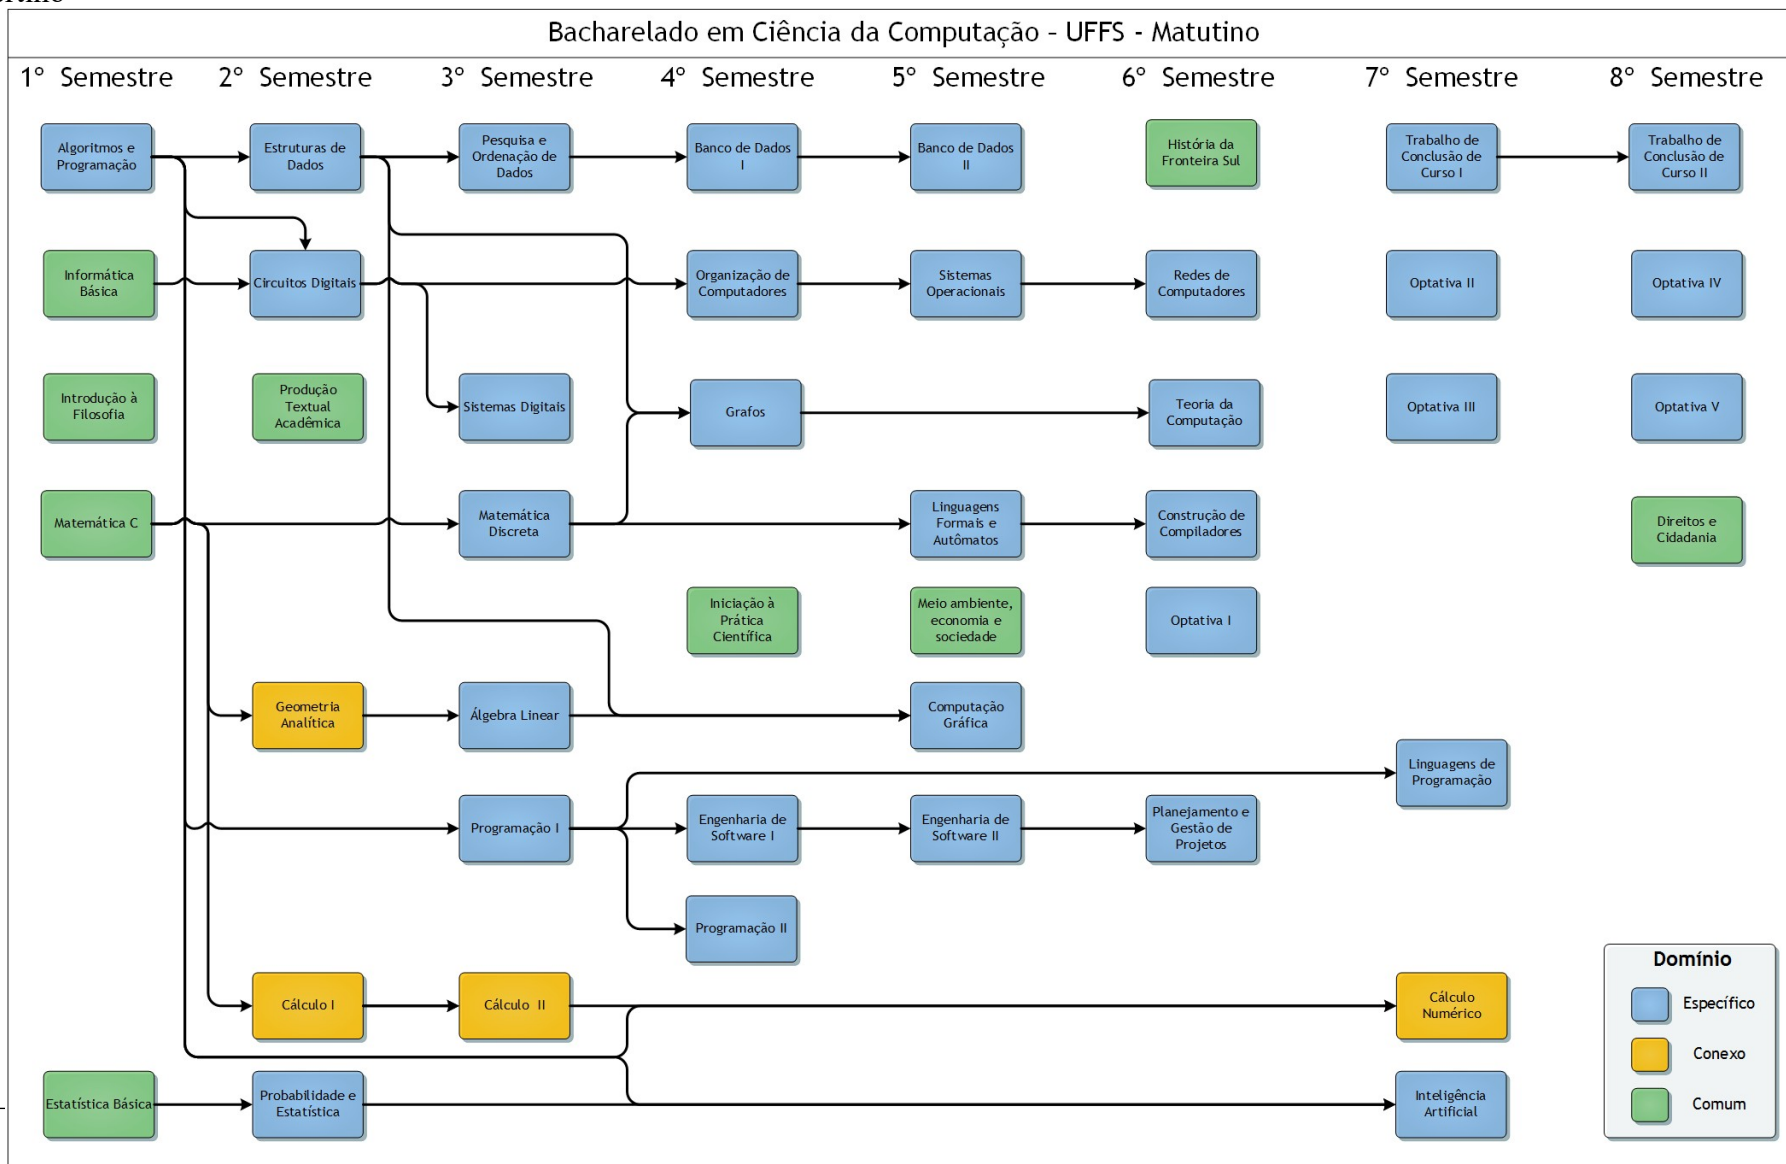 Bacharelado em Ciência da Computação - UFFS - Matutino
1° Semestre
2° Semestre
3° Semestre
4° Semestre
5° Semestre
6° Semestre
7° Semestre
8° Semestre
Algoritmos e
Programação
Estruturas de
Dados
Pesquisa e
Ordenação de
Dados
Banco de Dados
I
Banco de Dados
II
História da
Fronteira Sul
Trabalho de
Conclusão de
Curso I
Trabalho de
Conclusão de
Curso II
Informática
Básica
Circuitos Digitais
Organização de
Computadores
Sistemas
Operacionais
Redes de
Computadores
Optativa II
Optativa IV
Introdução à
Filosofia
Produção
Textual
Acadêmica
Sistemas Digitais
Grafos
Teoria da
Computação
Optativa III
Optativa V
Matemática C
Matemática
Discreta
Linguagens
Formais e
Autômatos
Construção de
Compiladores
Direitos e
Cidadania
Iniciação à
Prática
Científica
Meio ambiente,
economia e
sociedade
Optativa I
Geometria
Analítica
Álgebra Linear
Computação
Gráfica
Linguagens de
Programação
Programação I
Engenharia de
Software I
Engenharia de
Software II
Planejamento e
Gestão de
Projetos
Programação II
Cálculo I
Cálculo II
Cálculo
Numérico
Estatística Básica
Probabilidade e
Estatística
Inteligência
Artificial
Domínio
Específico
Conexo
Comum